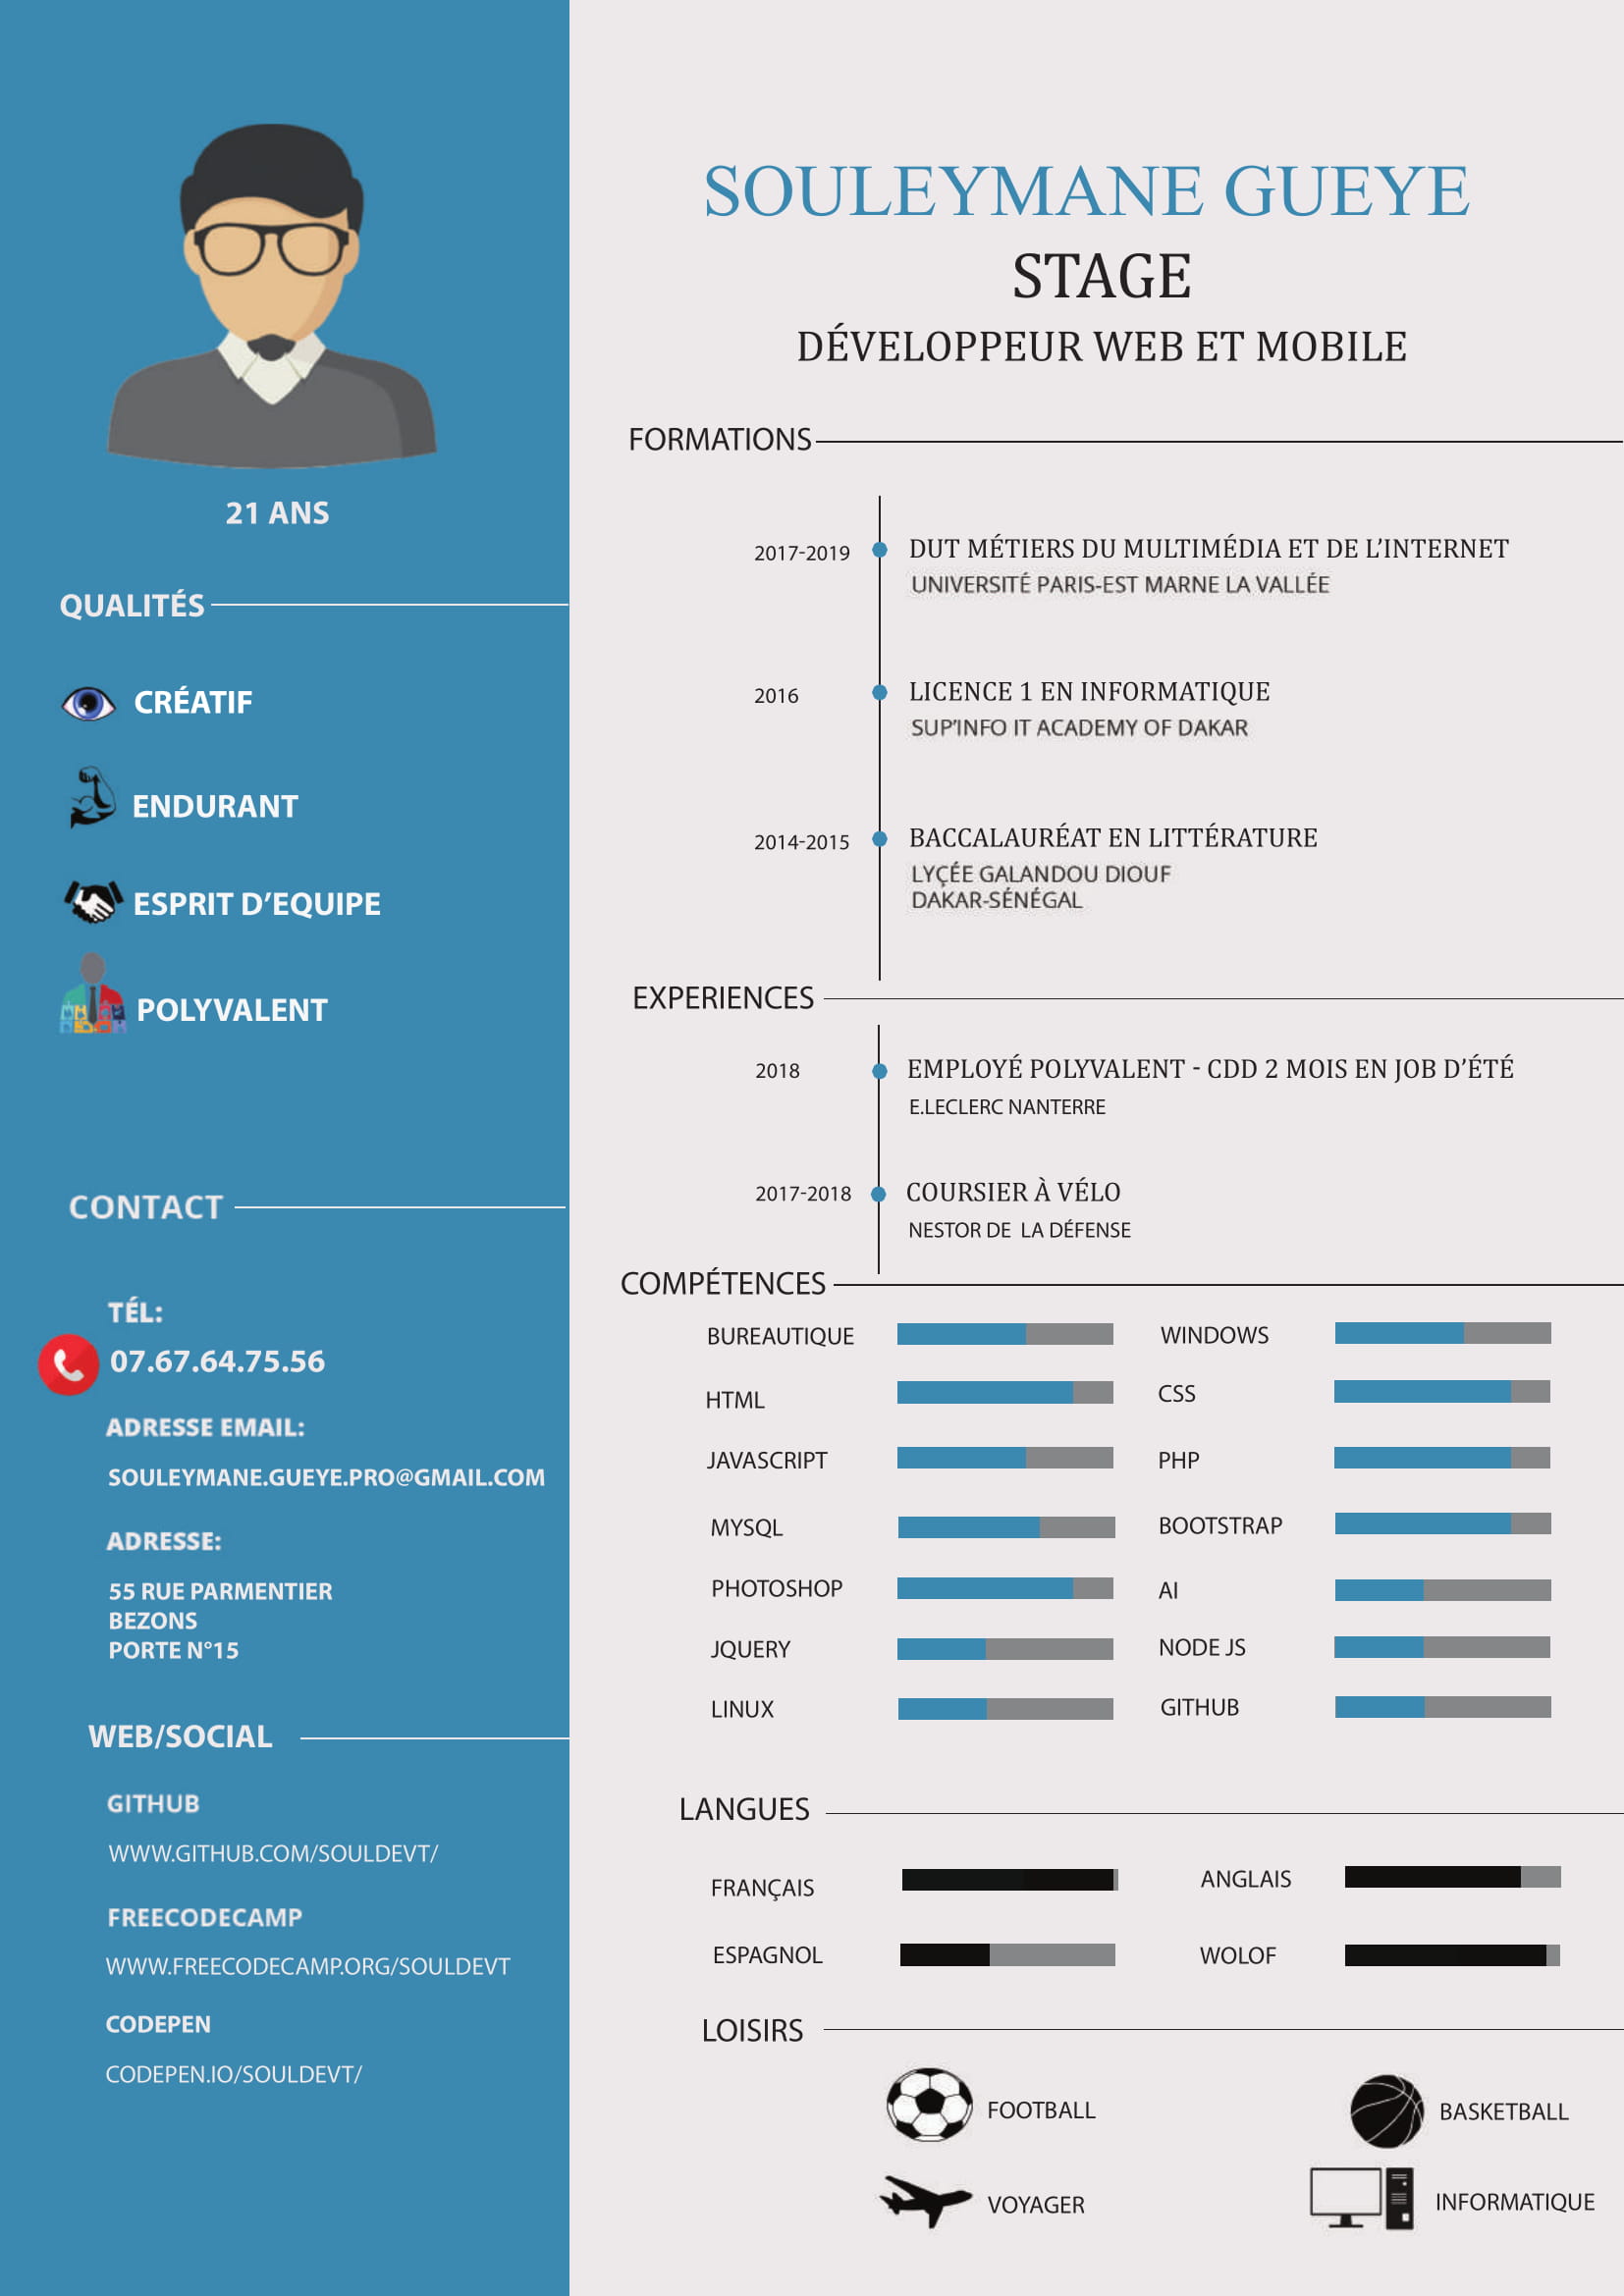 21 ANS
QUALITÉS
CRÉATIF
ENDURANT
ESPRIT D’EQUIPE
POLYVALENT
CONTACT
TÉL:
07.67.64.75.56
ADRESSE EMAIL:
SOULEYMANE.GUEYE.PRO@GMAIL.COM
ADRESSE:
55 RUE PARMENTIER
BEZONS
PORTE N°15
WEB/SOCIAL
GITHUB
WWW.GITHUB.COM/SOULDEVT/
FREECODECAMP
WWW.FREECODECAMP.ORG/SOULDEVT
CODEPEN
CODEPEN.IO/SOULDEVT/
SOULEYMANE GUEYE
STAGE
DÉVELOPPEUR WEB ET MOBILE
FORMATIONS
2017-2019 DUT MÉTIERS DU MULTIMÉDIA ET DE L’INTERNET
UNIVERSITÉ PARIS-EST MARNE LA VALLÉE
2016 LICENCE 1 EN INFORMATIQUE
SUP’INFO IT ACADEMY OF DAKAR
2014-2015 BACCALAURÉAT EN LITTÉRATURE
LYÇÉE GALANDOU DIOUF
DAKAR-SÉNÉGAL
EXPERIENCES
2018 EMPLOYÉ POLYVALENT - CDD 2 MOIS EN JOB D’ÉTÉ
E.LECLERC NANTERRE
2017-2018 COURSIER À VÉLO
NESTOR DE LA DÉFENSE
COMPÉTENCES
BUREAUTIQUE WINDOWS
HTML CSS
JAVASCRIPT PHP
MYSQL BOOTSTRAP
PHOTOSHOP AI
JQUERY NODE JS
LINUX GITHUB
LANGUES
FRANÇAIS ANGLAIS
ESPAGNOL WOLOF
LOISIRS
FOOTBALL BASKETBALL
VOYAGER INFORMATIQUE